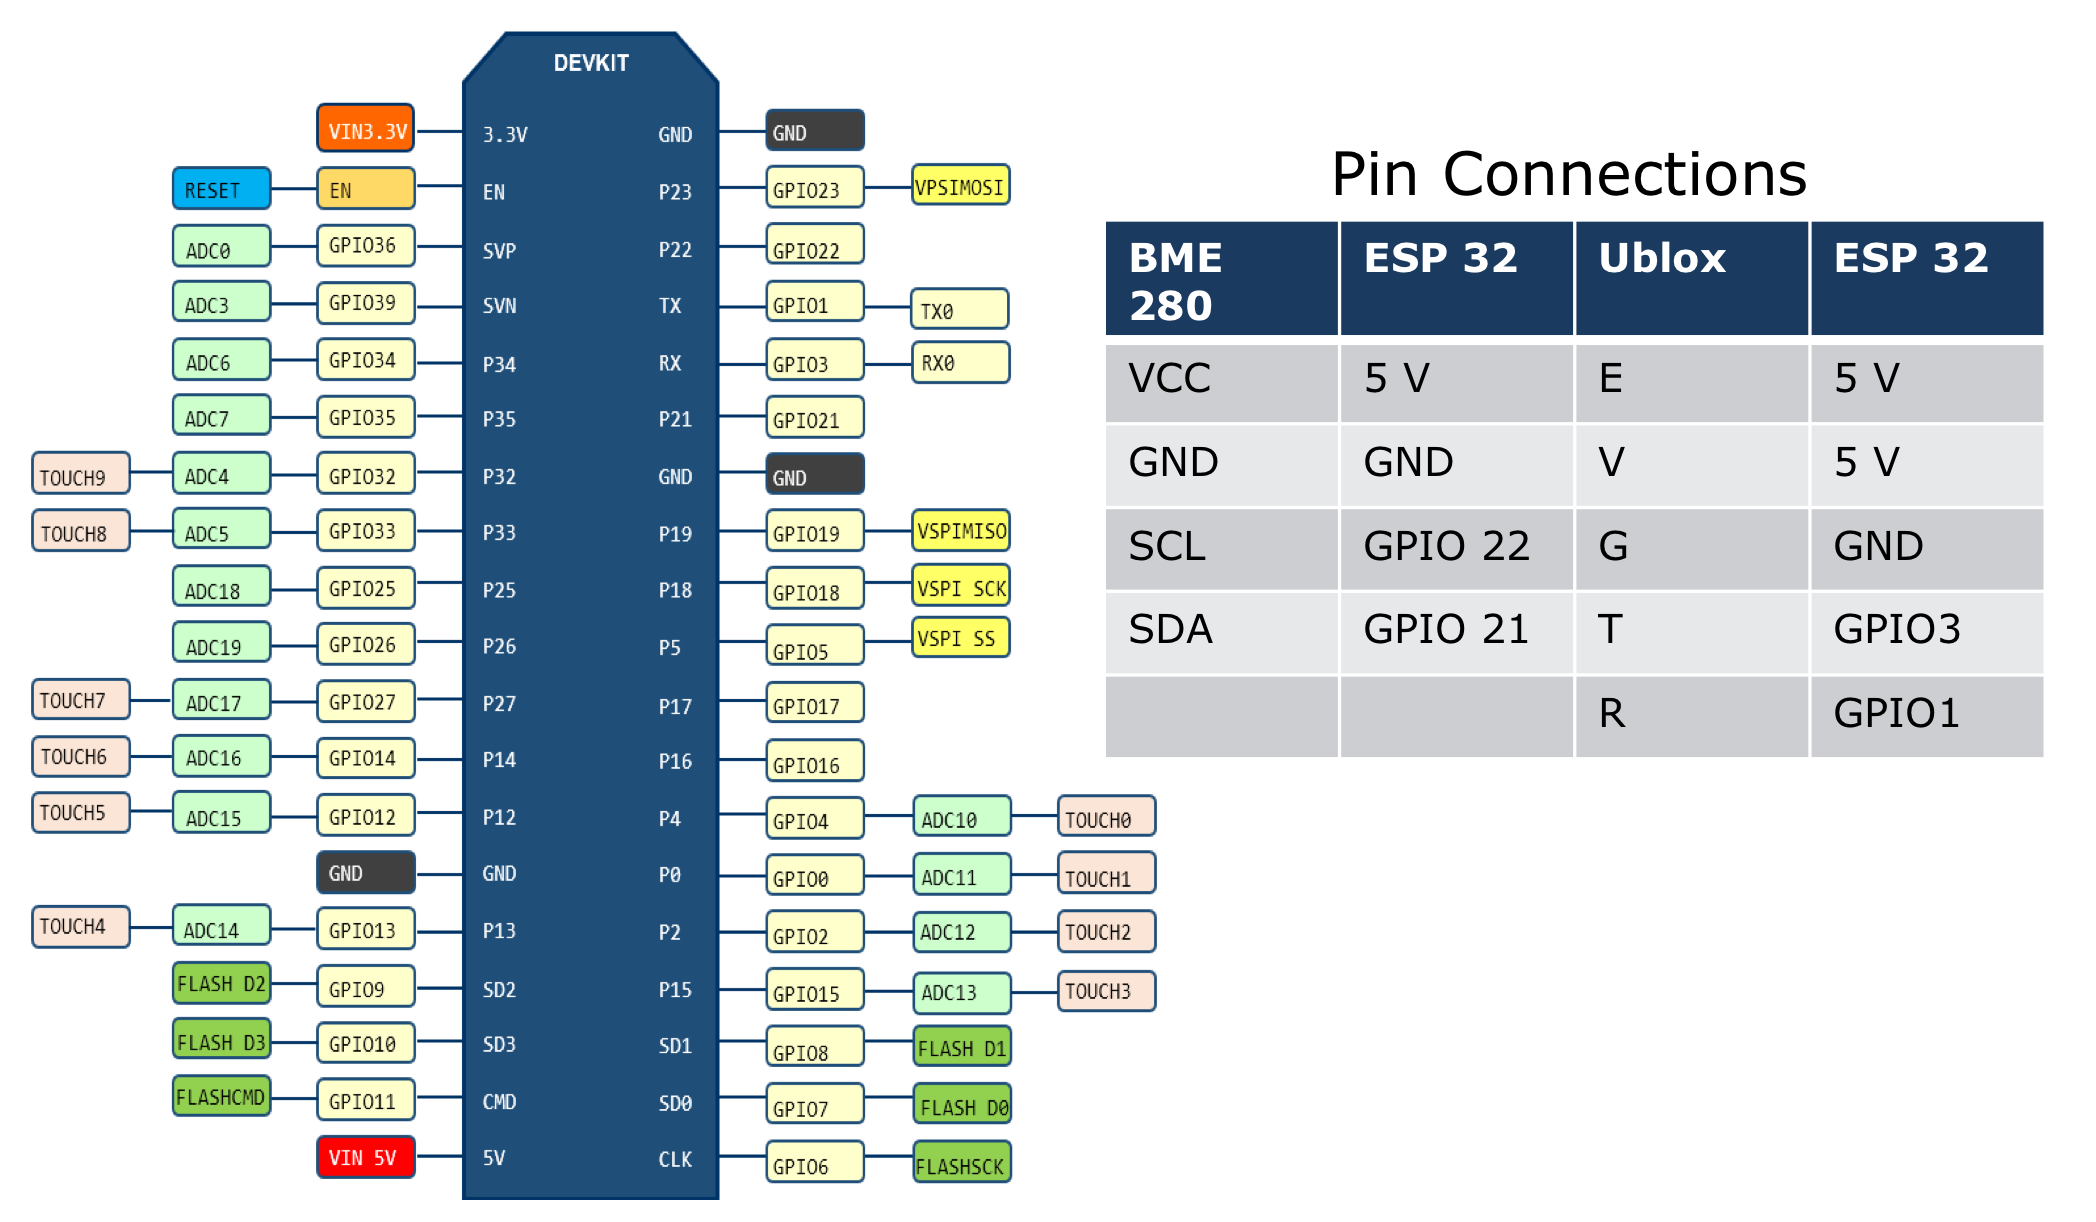 DEVKIT
VIN3.3V 3.3V GND GND
RESET EN EN P23 GPIO23 VPSIMOSI
ADC0 GPIO36 SVP P22 GPIO22
ADC3 GPIO39 SVN TX GPIO1 TX0
ADC6 GPIO34 P34 RX GPIO3 RX0
ADC7 GPIO35 P35 P21 GPIO21
TOUCH9 ADC4 GPIO32 P32 GND GND
TOUCH8 ADC5 GPIO33 P33 P19 GPIO19 VSPIMISO
ADC18 GPIO25 P25 P18 GPIO18 VSPI SCK
ADC19 GPIO26 P26 P5 GPIO5 VSPI SS
TOUCH7 ADC17 GPIO27 P27 P17 GPIO17
TOUCH6 ADC16 GPIO14 P14 P16 GPIO16
TOUCH5 ADC15 GPIO12 P12 P4 GPIO4 ADC10 TOUCH0
GND GND P0 GPIO0 ADC11 TOUCH1
TOUCH4 ADC14 GPIO13 P13 P2 GPIO2 ADC12 TOUCH2
FLASH D2 GPIO9 SD2 P15 GPIO15 ADC13 TOUCH3
FLASH D3 GPIO10 SD3 SD1 GPIO8 FLASH D1
FLASHCMD GPIO11 CMD SD0 GPIO7 FLASH D0
VIN 5V 5V CLK GPIO6 FLASHSCK
Pin Connections
BME 280 ESP 32 Ublox ESP 32
VCC 5 V E 5 V
GND GND V 5 V
SCL GPIO 22 G GND
SDA GPIO 21 T GPIO3
R GPIO1